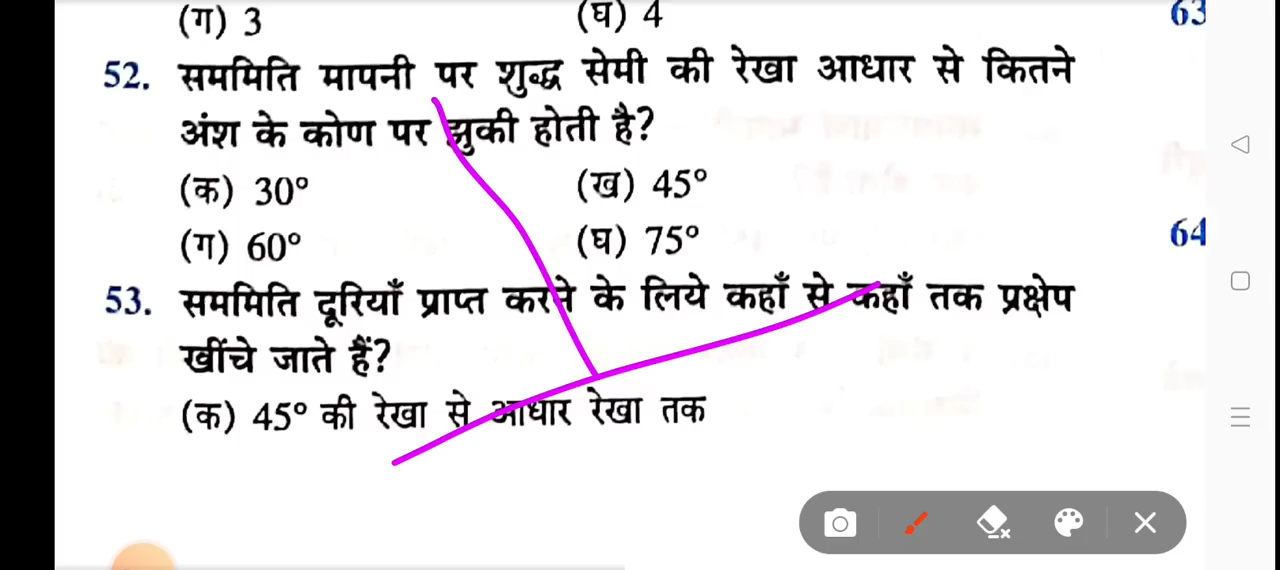 (ग) 3 (घ) 4 63
52. सममिति मापनी पर शुद्ध सेमी की रेखा आधार से कितने
अंश के कोण पर झुकी होती है?
(क) 30° (ख) 45°
(ग) 60° (घ) 75° 64
53. सममिति दूरियाँ प्राप्त करने के लिये कहाँ से कहाँ तक प्रक्षेप
खींचे जाते हैं?
(क) 45° की रेखा से आधार रेखा तक